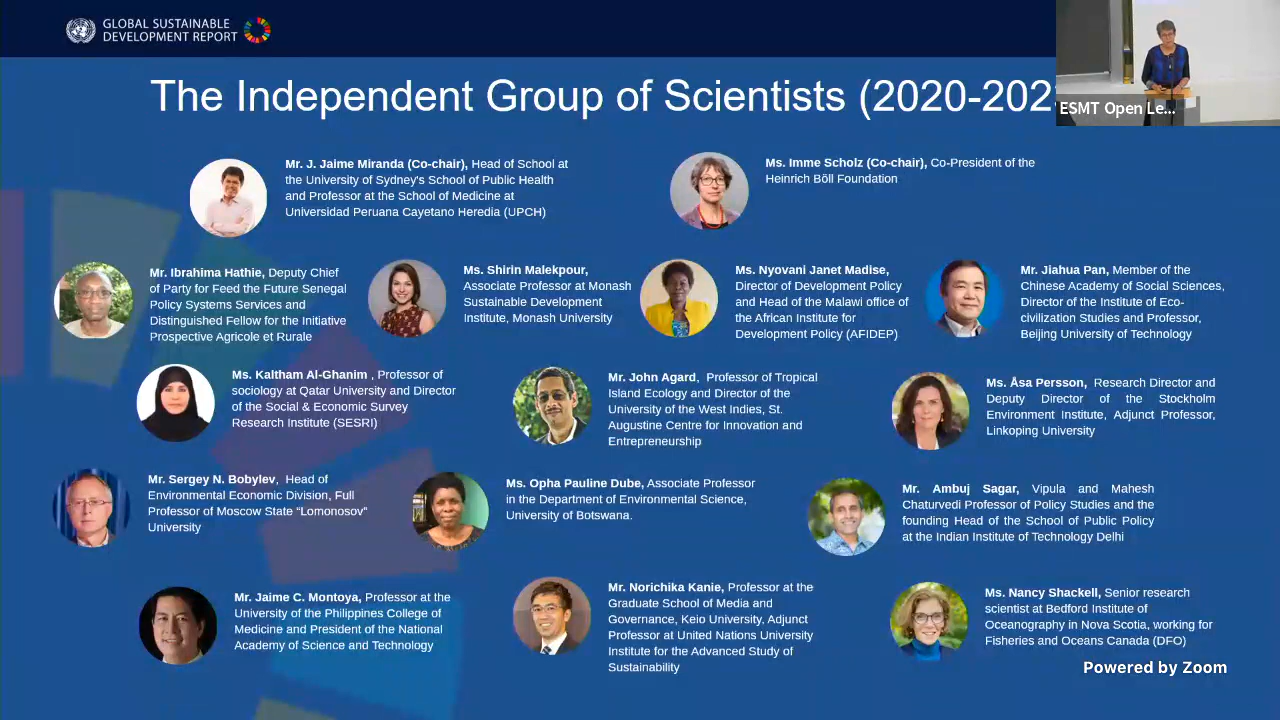 GLOBAL SUSTAINABLE
DEVELOPMENT REPORT
The Independent Group of Scientists (2020-202
ESMT Open Le...
Mr. J. Jaime Miranda (Co-chair), Head of School at
the University of Sydney's School of Public Health
and Professor at the School of Medicine at
Universidad Peruana Cayetano Heredia (UPCH)
Ms. Imme Scholz (Co-chair), Co-President of the
Heinrich Böll Foundation
Mr. Ibrahima Hathie, Deputy Chief
of Party for Feed the Future Senegal
Policy Systems Services and
Distinguished Fellow for the Initiative
Prospective Agricole et Rurale
Ms. Shirin Malekpour,
Associate Professor at Monash
Sustainable Development
Institute, Monash University
Ms. Nyovani Janet Madise,
Director of Development Policy
and Head of the Malawi office of
the African Institute for
Development Policy (AFIDEP)
Mr. Jiahua Pan, Member of the
Chinese Academy of Social Sciences,
Director of the Institute of Eco-
civilization Studies and Professor,
Beijing University of Technology
Ms. Kaltham Al-Ghanim , Professor of
sociology at Qatar University and Director
of the Social & Economic Survey
Research Institute (SESRI)
Mr. John Agard, Professor of Tropical
Island Ecology and Director of the
University of the West Indies, St.
Augustine Centre for Innovation and
Entrepreneurship
Ms. Åsa Persson, Research Director and
Deputy Director of the Stockholm
Environment Institute, Adjunct Professor,
Linkoping University
Mr. Sergey N. Bobylev, Head of
Environmental Economic Division, Full
Professor of Moscow State “Lomonosov”
University
Ms. Opha Pauline Dube, Associate Professor
in the Department of Environmental Science,
University of Botswana.
Mr. Ambuj Sagar, Vipula and Mahesh
Chaturvedi Professor of Policy Studies and the
founding Head of the School of Public Policy
at the Indian Institute of Technology Delhi
Mr. Jaime C. Montoya, Professor at the
University of the Philippines College of
Medicine and President of the National
Academy of Science and Technology
Mr. Norichika Kanie, Professor at the
Graduate School of Media and
Governance, Keio University. Adjunct
Professor at United Nations University
Institute for the Advanced Study of
Sustainability
Ms. Nancy Shackell, Senior research
scientist at Bedford Institute of
Oceanography in Nova Scotia, working for
Fisheries and Oceans Canada (DFO)
Powered by Zoom